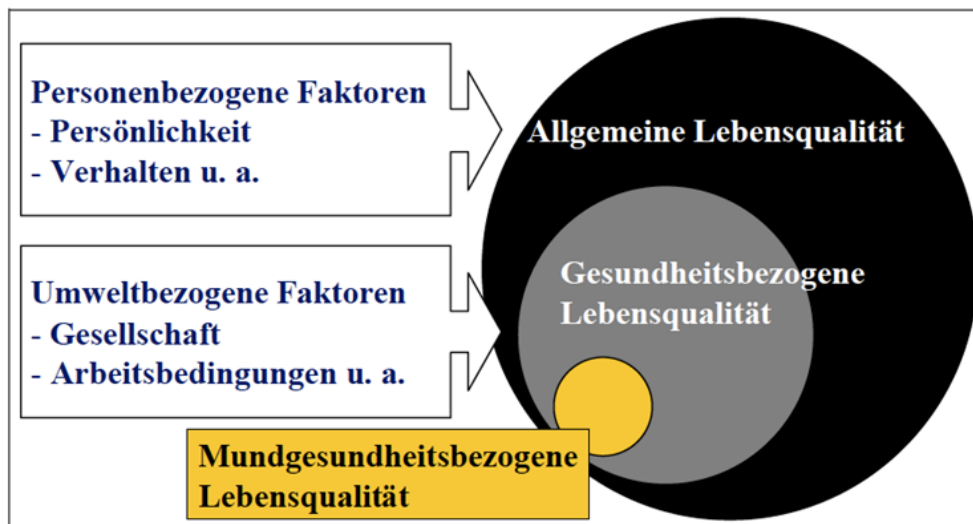 Personenbezogene Faktoren
- Persönlichkeit
- Verhalten u. a.
Allgemeine Lebensqualität
Umweltbezogene Faktoren
- Gesellschaft
- Arbeitsbedingungen u. a.
Gesundheitsbezogene
Lebensqualität
Mundgesundheitsbezogene
Lebensqualität